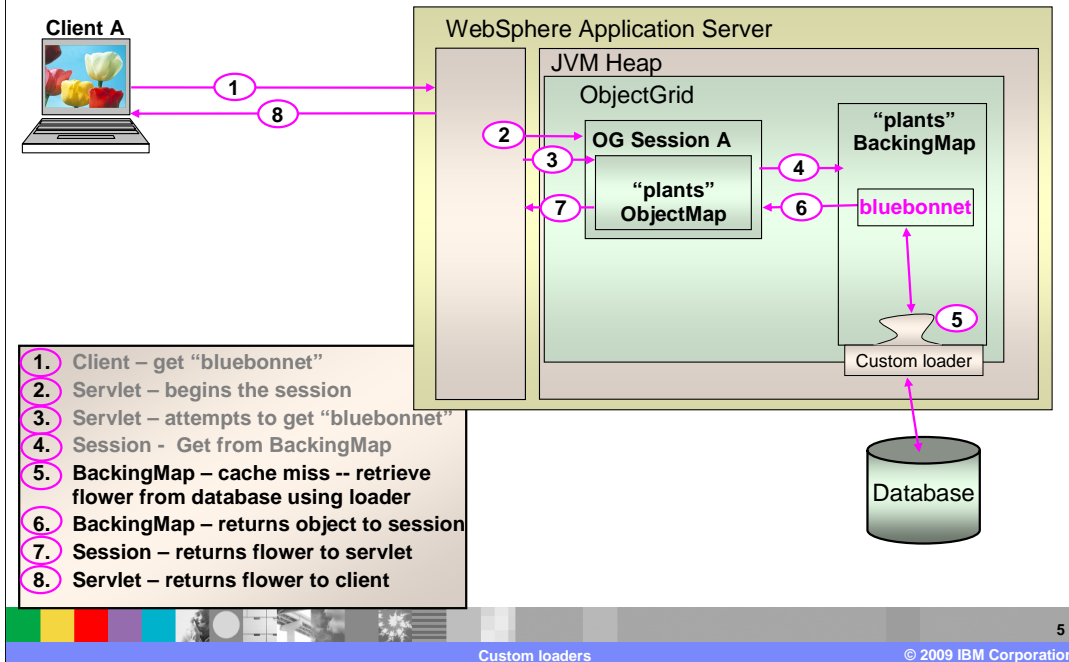 Client A
WebSphere Application Server
JVM Heap
ObjectGrid
"plants"
BackingMap
OG Session A
"plants"
ObjectMap
bluebonnet
1
8
2
3
4
7
6
5
Custom loader
Database
1. Client – get "bluebonnet"
2. Servlet – begins the session
3. Servlet – attempts to get "bluebonnet"
4. Session - Get from BackingMap
5. BackingMap – cache miss -- retrieve
flower from database using loader
6. BackingMap – returns object to session
7. Session – returns flower to servlet
8. Servlet – returns flower to client
5
Custom loaders
© 2009 IBM Corporation